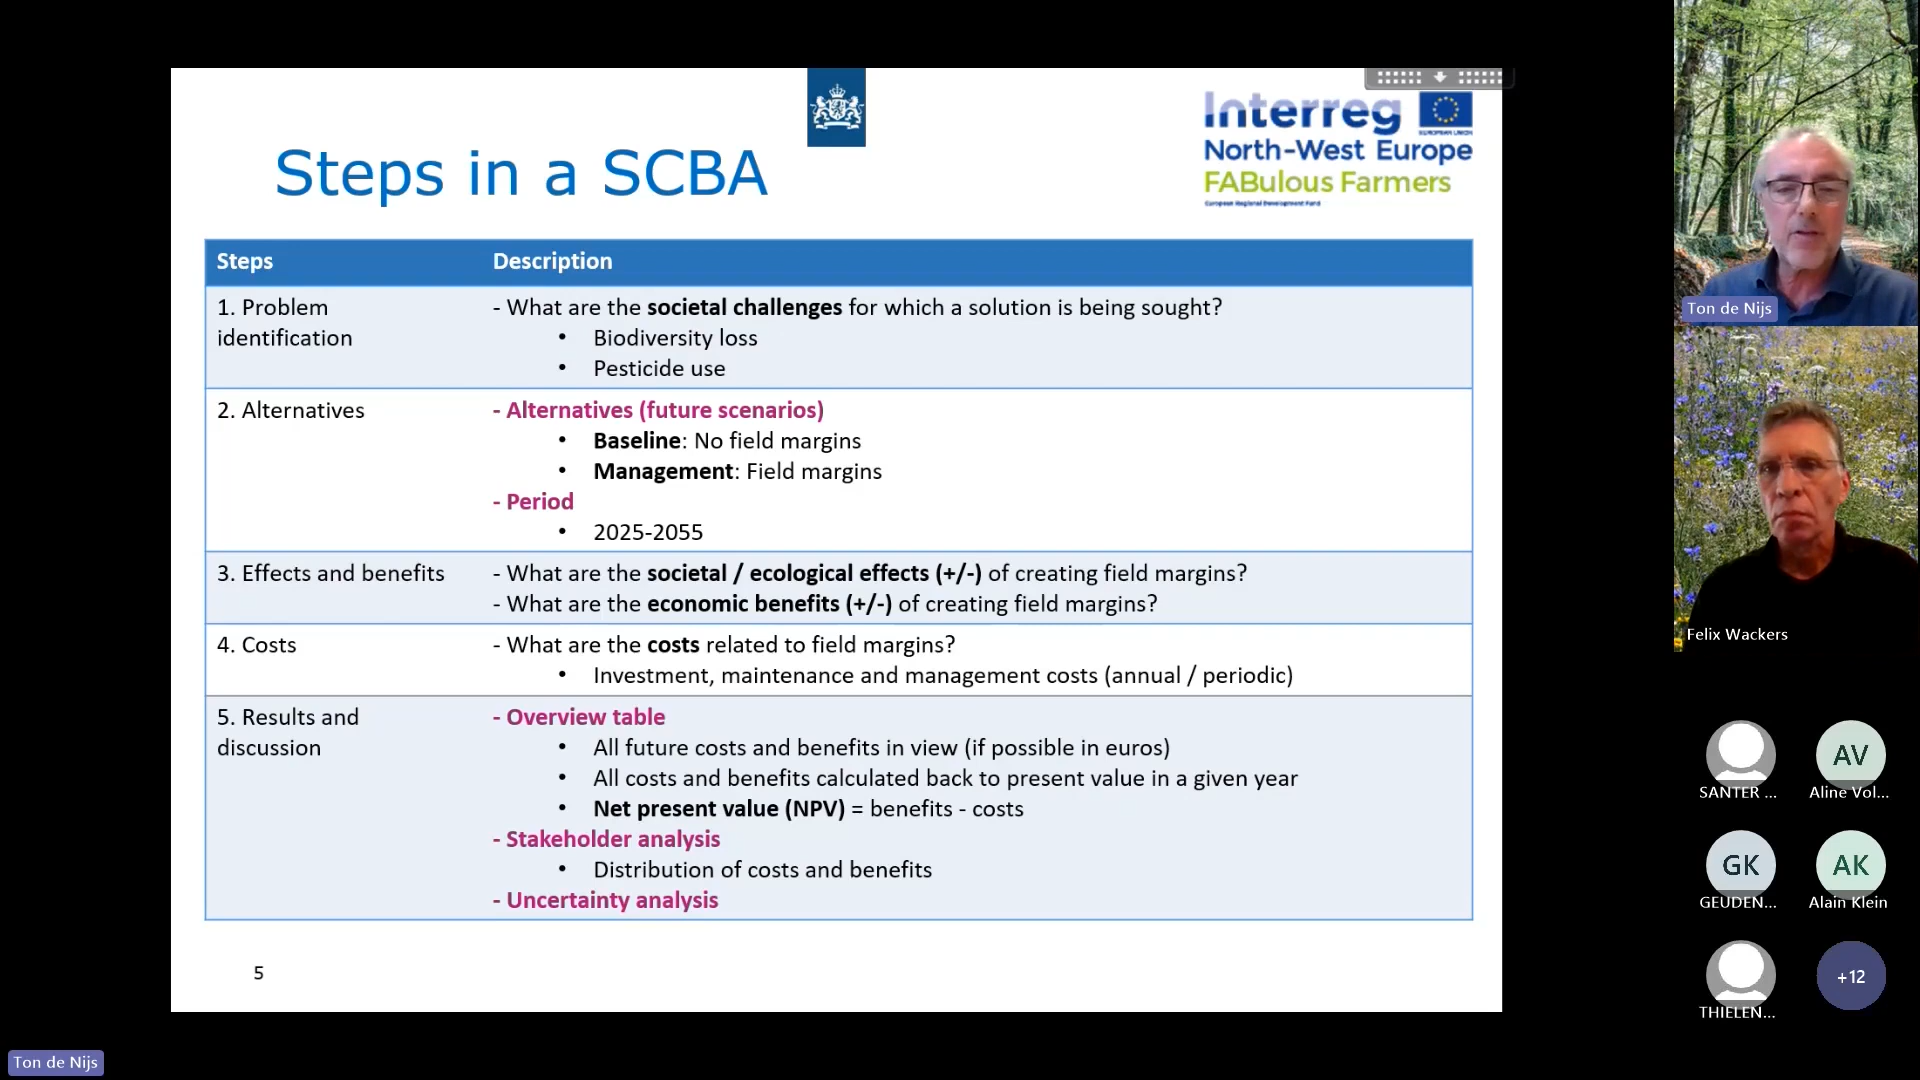 Interreg
EUROPEAN UNION
North-West Europe
FABulous Farmers
European Regional Development Fund
Steps in a SCBA
Steps Description
1. Problem identification
- What are the societal challenges for which a solution is being sought?
• Biodiversity loss
• Pesticide use
2. Alternatives
- Alternatives (future scenarios)
• Baseline: No field margins
• Management: Field margins
- Period
• 2025-2055
3. Effects and benefits
- What are the societal / ecological effects (+/-) of creating field margins?
- What are the economic benefits (+/-) of creating field margins?
4. Costs
- What are the costs related to field margins?
• Investment, maintenance and management costs (annual / periodic)
5. Results and discussion
- Overview table
• All future costs and benefits in view (if possible in euros)
• All costs and benefits calculated back to present value in a given year
• Net present value (NPV) = benefits - costs
- Stakeholder analysis
• Distribution of costs and benefits
- Uncertainty analysis
5
Ton de Nijs
Felix Wackers
SANTER ...
AV
Aline Vol...
GK
GEUDEN...
AK
Alain Klein
THIELEN...
+12
Ton de Nijs